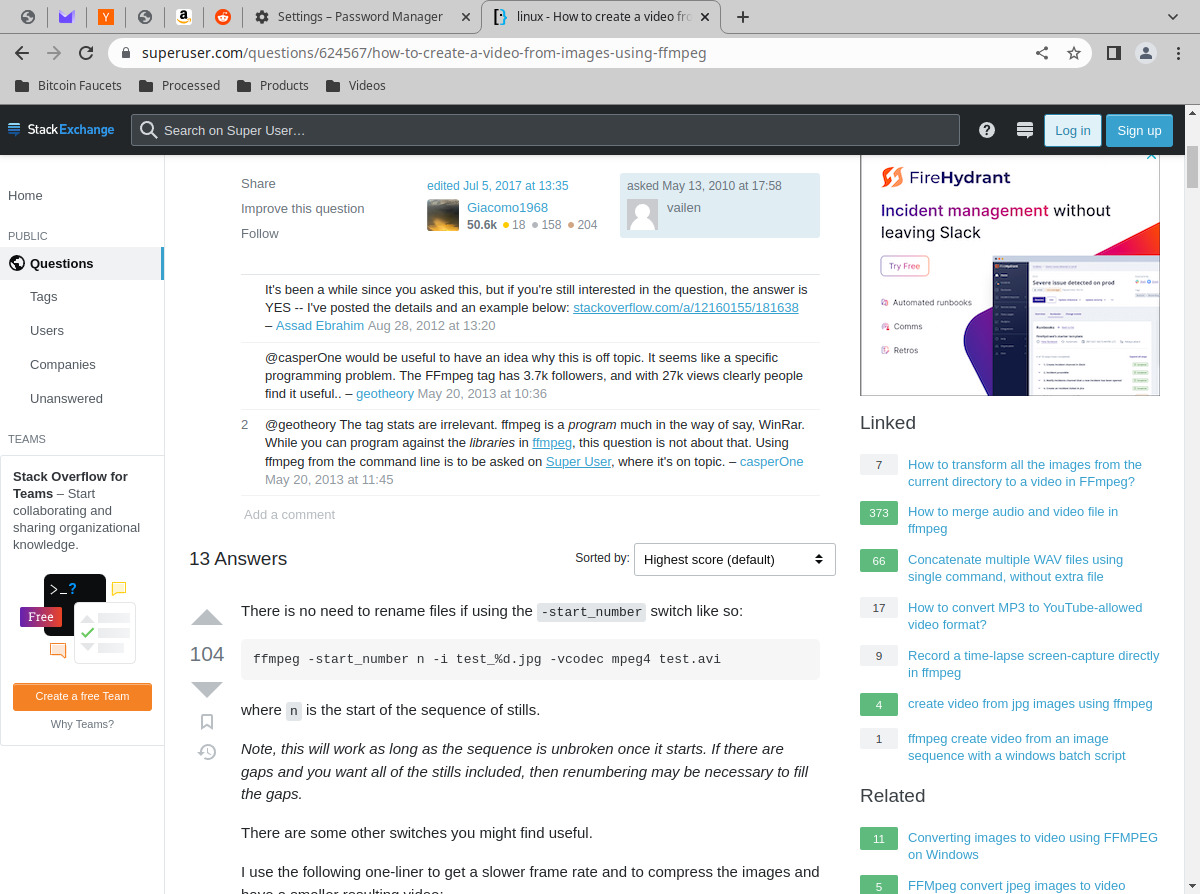 Settings – Password Manager
linux - How to create a video fro
superuser.com/questions/624567/how-to-create-a-video-from-images-using-ffmpeg
Bitcoin Faucets
Processed
Products
Videos
StackExchange
Search on Super User…
Log in
Sign up
Home
PUBLIC
Questions
Tags
Users
Companies
Unanswered
TEAMS
Stack Overflow for
Teams – Start
collaborating and
sharing organizational
knowledge.
>_?
Free
Create a free Team
Why Teams?
Share
Improve this question
Follow
edited Jul 5, 2017 at 13:35
Giacomo1968
50.6k 18 158 204
asked May 13, 2010 at 17:58
vailen
It's been a while since you asked this, but if you're still interested in the question, the answer is
YES -- I've posted the details and an example below: stackoverflow.com/a/12160155/181638
– Assad Ebrahim Aug 28, 2012 at 13:20
@casperOne would be useful to have an idea why this is off topic. It seems like a specific
programming problem. The FFmpeg tag has 3.7k followers, and with 27k views clearly people
find it useful.. – geotheory May 20, 2013 at 10:36
2 @geotheory The tag stats are irrelevant. ffmpeg is a program much in the way of say, WinRar.
While you can program against the libraries in ffmpeg, this question is not about that. Using
ffmpeg from the command line is to be asked on Super User, where it's on topic. – casperOne
May 20, 2013 at 11:45
Add a comment
13 Answers
Sorted by:
Highest score (default)
104
There is no need to rename files if using the -start_number switch like so:
ffmpeg -start_number n -i test_%d.jpg -vcodec mpeg4 test.avi
where n is the start of the sequence of stills.
Note, this will work as long as the sequence is unbroken once it starts. If there are
gaps and you want all of the stills included, then renumbering may be necessary to fill
the gaps.
There are some other switches you might find useful.
I use the following one-liner to get a slower frame rate and to compress the images and
have a smaller resulting video:
FireHydrant
Incident management without
leaving Slack
Try Free
Automated runbooks
Comms
Retros
Severe issue detected on prod
Linked
7 How to transform all the images from the
current directory to a video in FFmpeg?
373 How to merge audio and video file in
ffmpeg
66 Concatenate multiple WAV files using
single command, without extra file
17 How to convert MP3 to YouTube-allowed
video format?
9 Record a time-lapse screen-capture directly
in ffmpeg
4 create video from jpg images using ffmpeg
1 ffmpeg create video from an image
sequence with a windows batch script
Related
11 Converting images to video using FFMPEG
on Windows
5 FFMpeg convert jpeg images to video